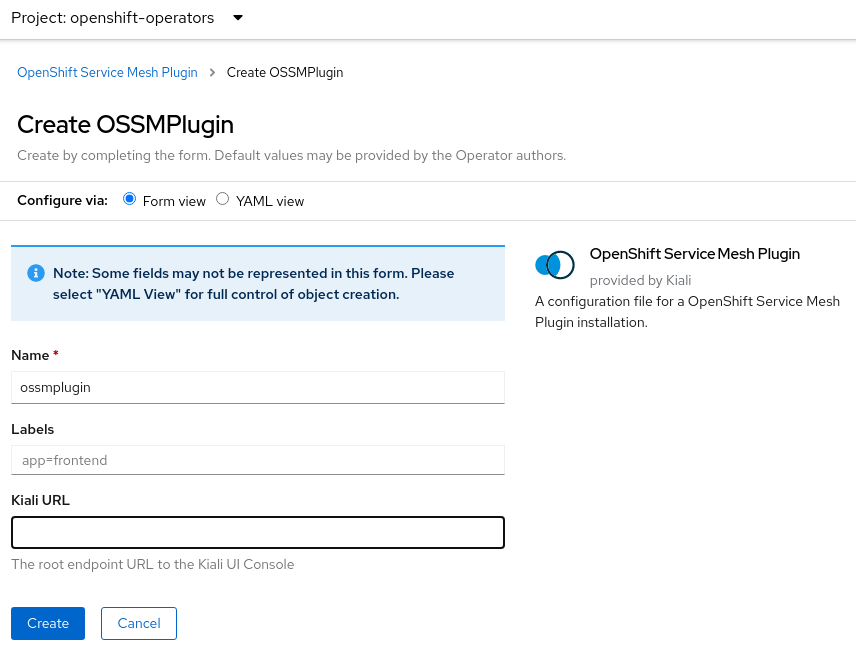 Project: openshift-operators
OpenShift Service Mesh Plugin > Create OSSMPlugin
Create OSSMPlugin
Create by completing the form. Default values may be provided by the Operator authors.
Configure via: Form view YAML view
Note: Some fields may not be represented in this form. Please
select "YAML View" for full control of object creation.
Name *
ossmplugin
Labels
app=frontend
Kiali URL
The root endpoint URL to the Kiali UI Console
Create Cancel
OpenShift Service Mesh Plugin
provided by Kiali
A configuration file for a OpenShift Service Mesh
Plugin installation.